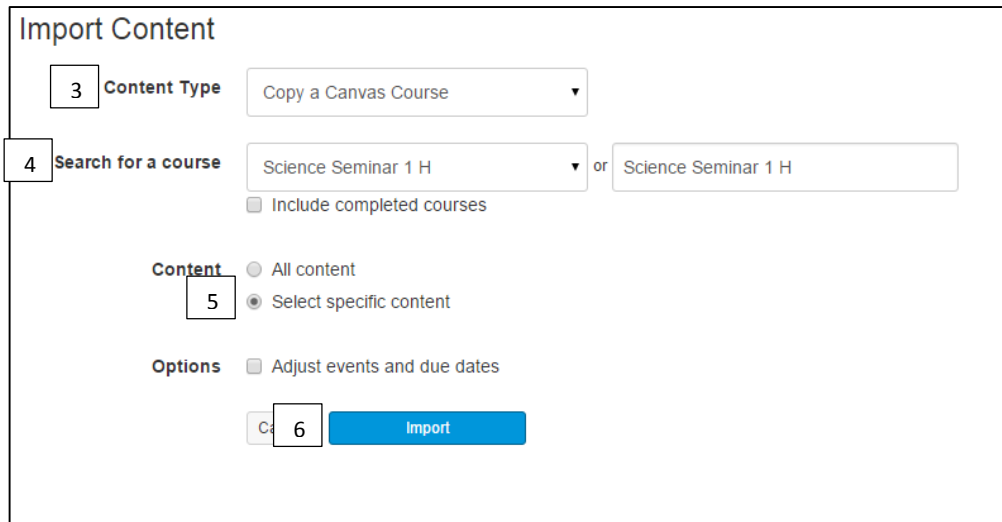 Import Content
3 Content Type Copy a Canvas Course
4 Search for a course Science Seminar 1 H or Science Seminar 1 H
Include completed courses
Content All content
5 Select specific content
Options Adjust events and due dates
6 Import